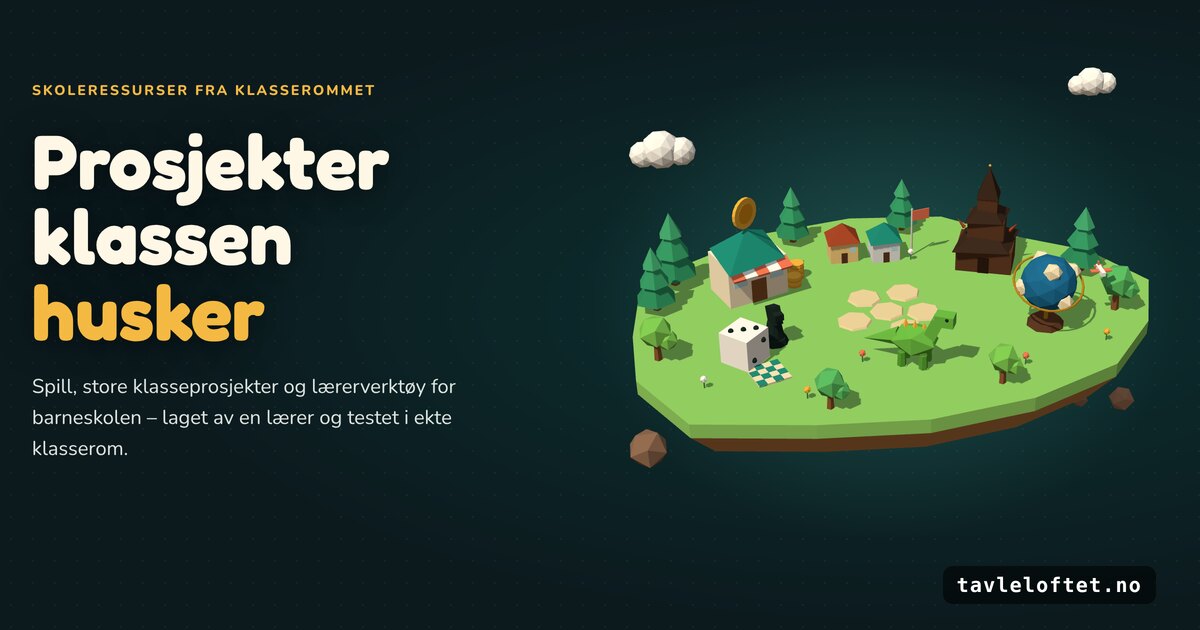 SKOLERESSURSER FRA KLASSEROMMET
Prosjekter
klassen
husker
Spill, store klasseprosjekter og lærerverktøy for
barneskolen – laget av en lærer og testet i ekte
klasserom.
tavleloftet.no